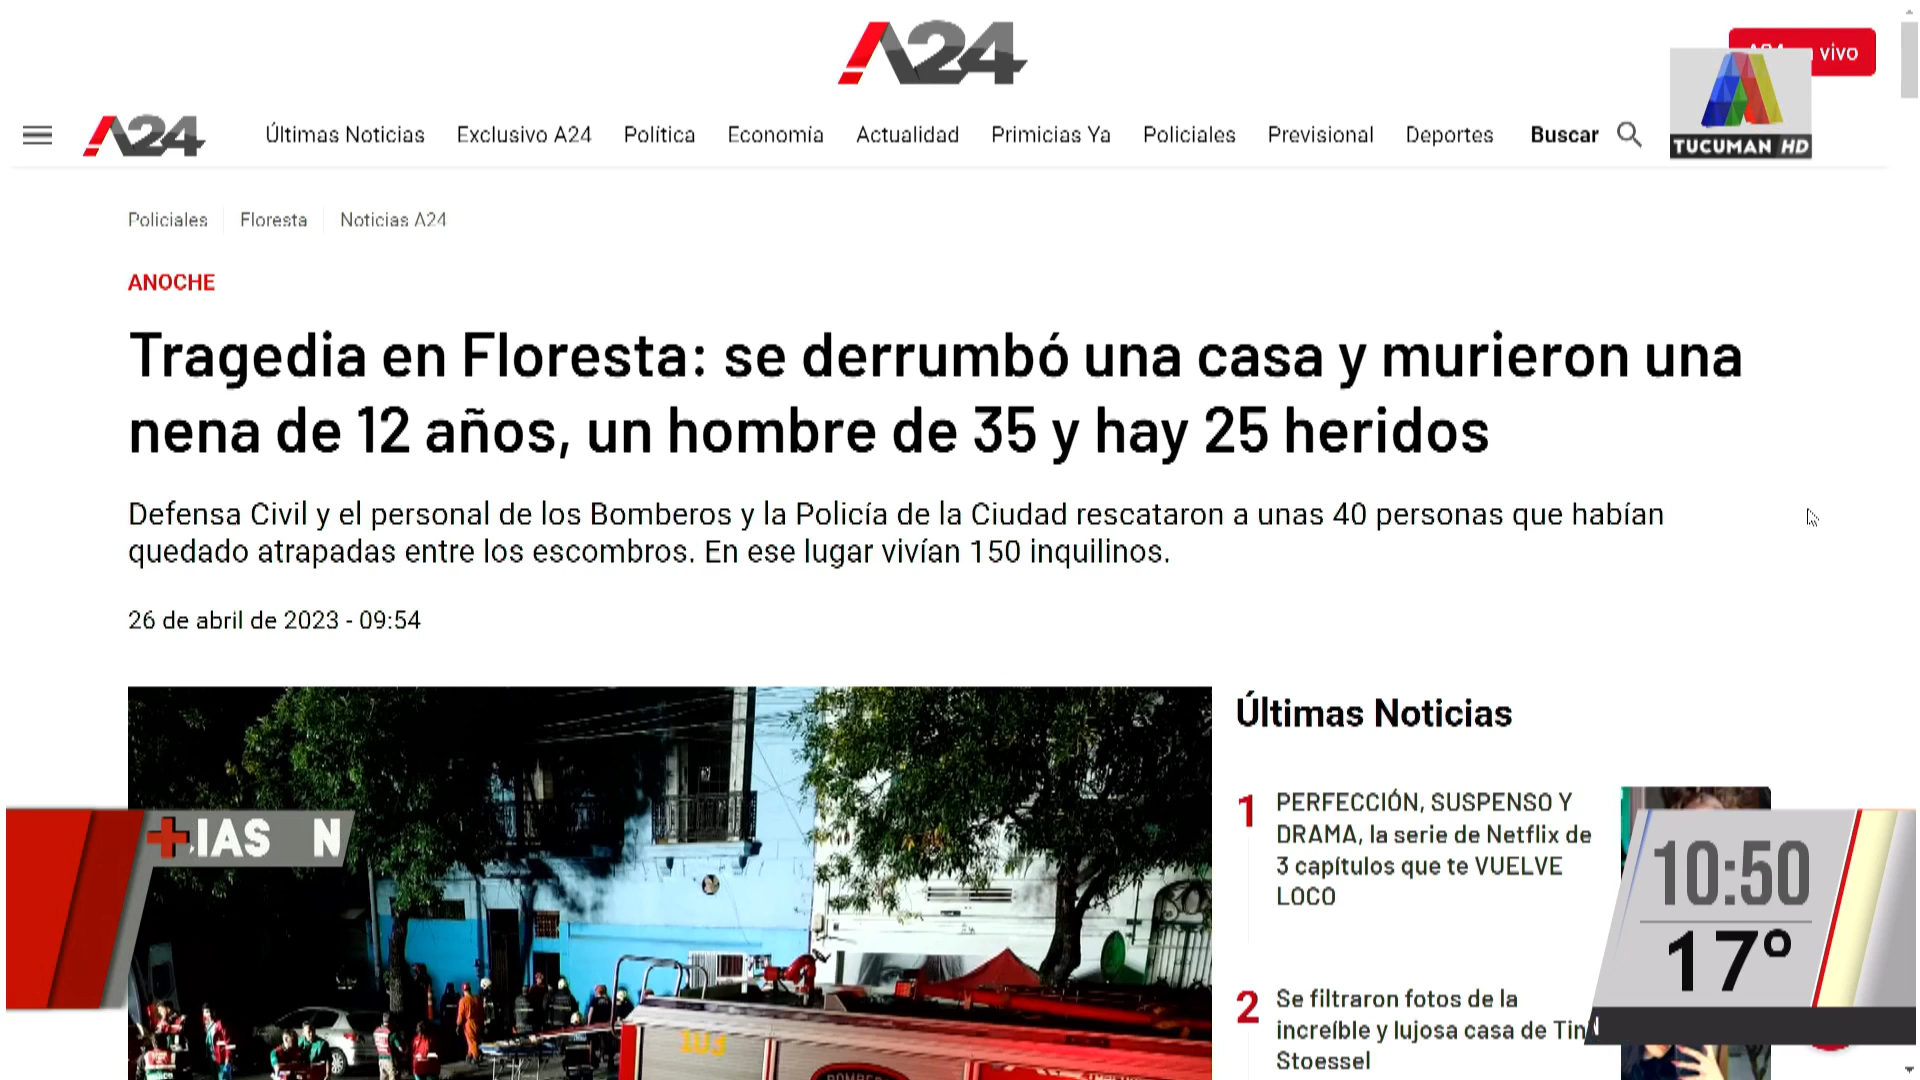 A24
vivo
A24
Últimas Noticias
Exclusivo A24
Política
Economía
Actualidad
Primicias Ya
Policiales
Previsional
Deportes
Buscar
TUCUMAN HD
Policiales
Floresta
Noticias A24
ANOCHE
Tragedia en Floresta: se derrumbó una casa y murieron una
nena de 12 años, un hombre de 35 y hay 25 heridos
Defensa Civil y el personal de los Bomberos y la Policía de la Ciudad rescataron a unas 40 personas que habían
quedado atrapadas entre los escombros. En ese lugar vivían 150 inquilinos.
26 de abril de 2023 - 09:54
Últimas Noticias
1
PERFECCIÓN, SUSPENSO Y
DRAMA, la serie de Netflix de
3 capítulos que te VUELVE
LOCO
2
Se filtraron fotos de la
increíble y lujosa casa de Tin
Stoessel
IAS N
103
10:50
17°